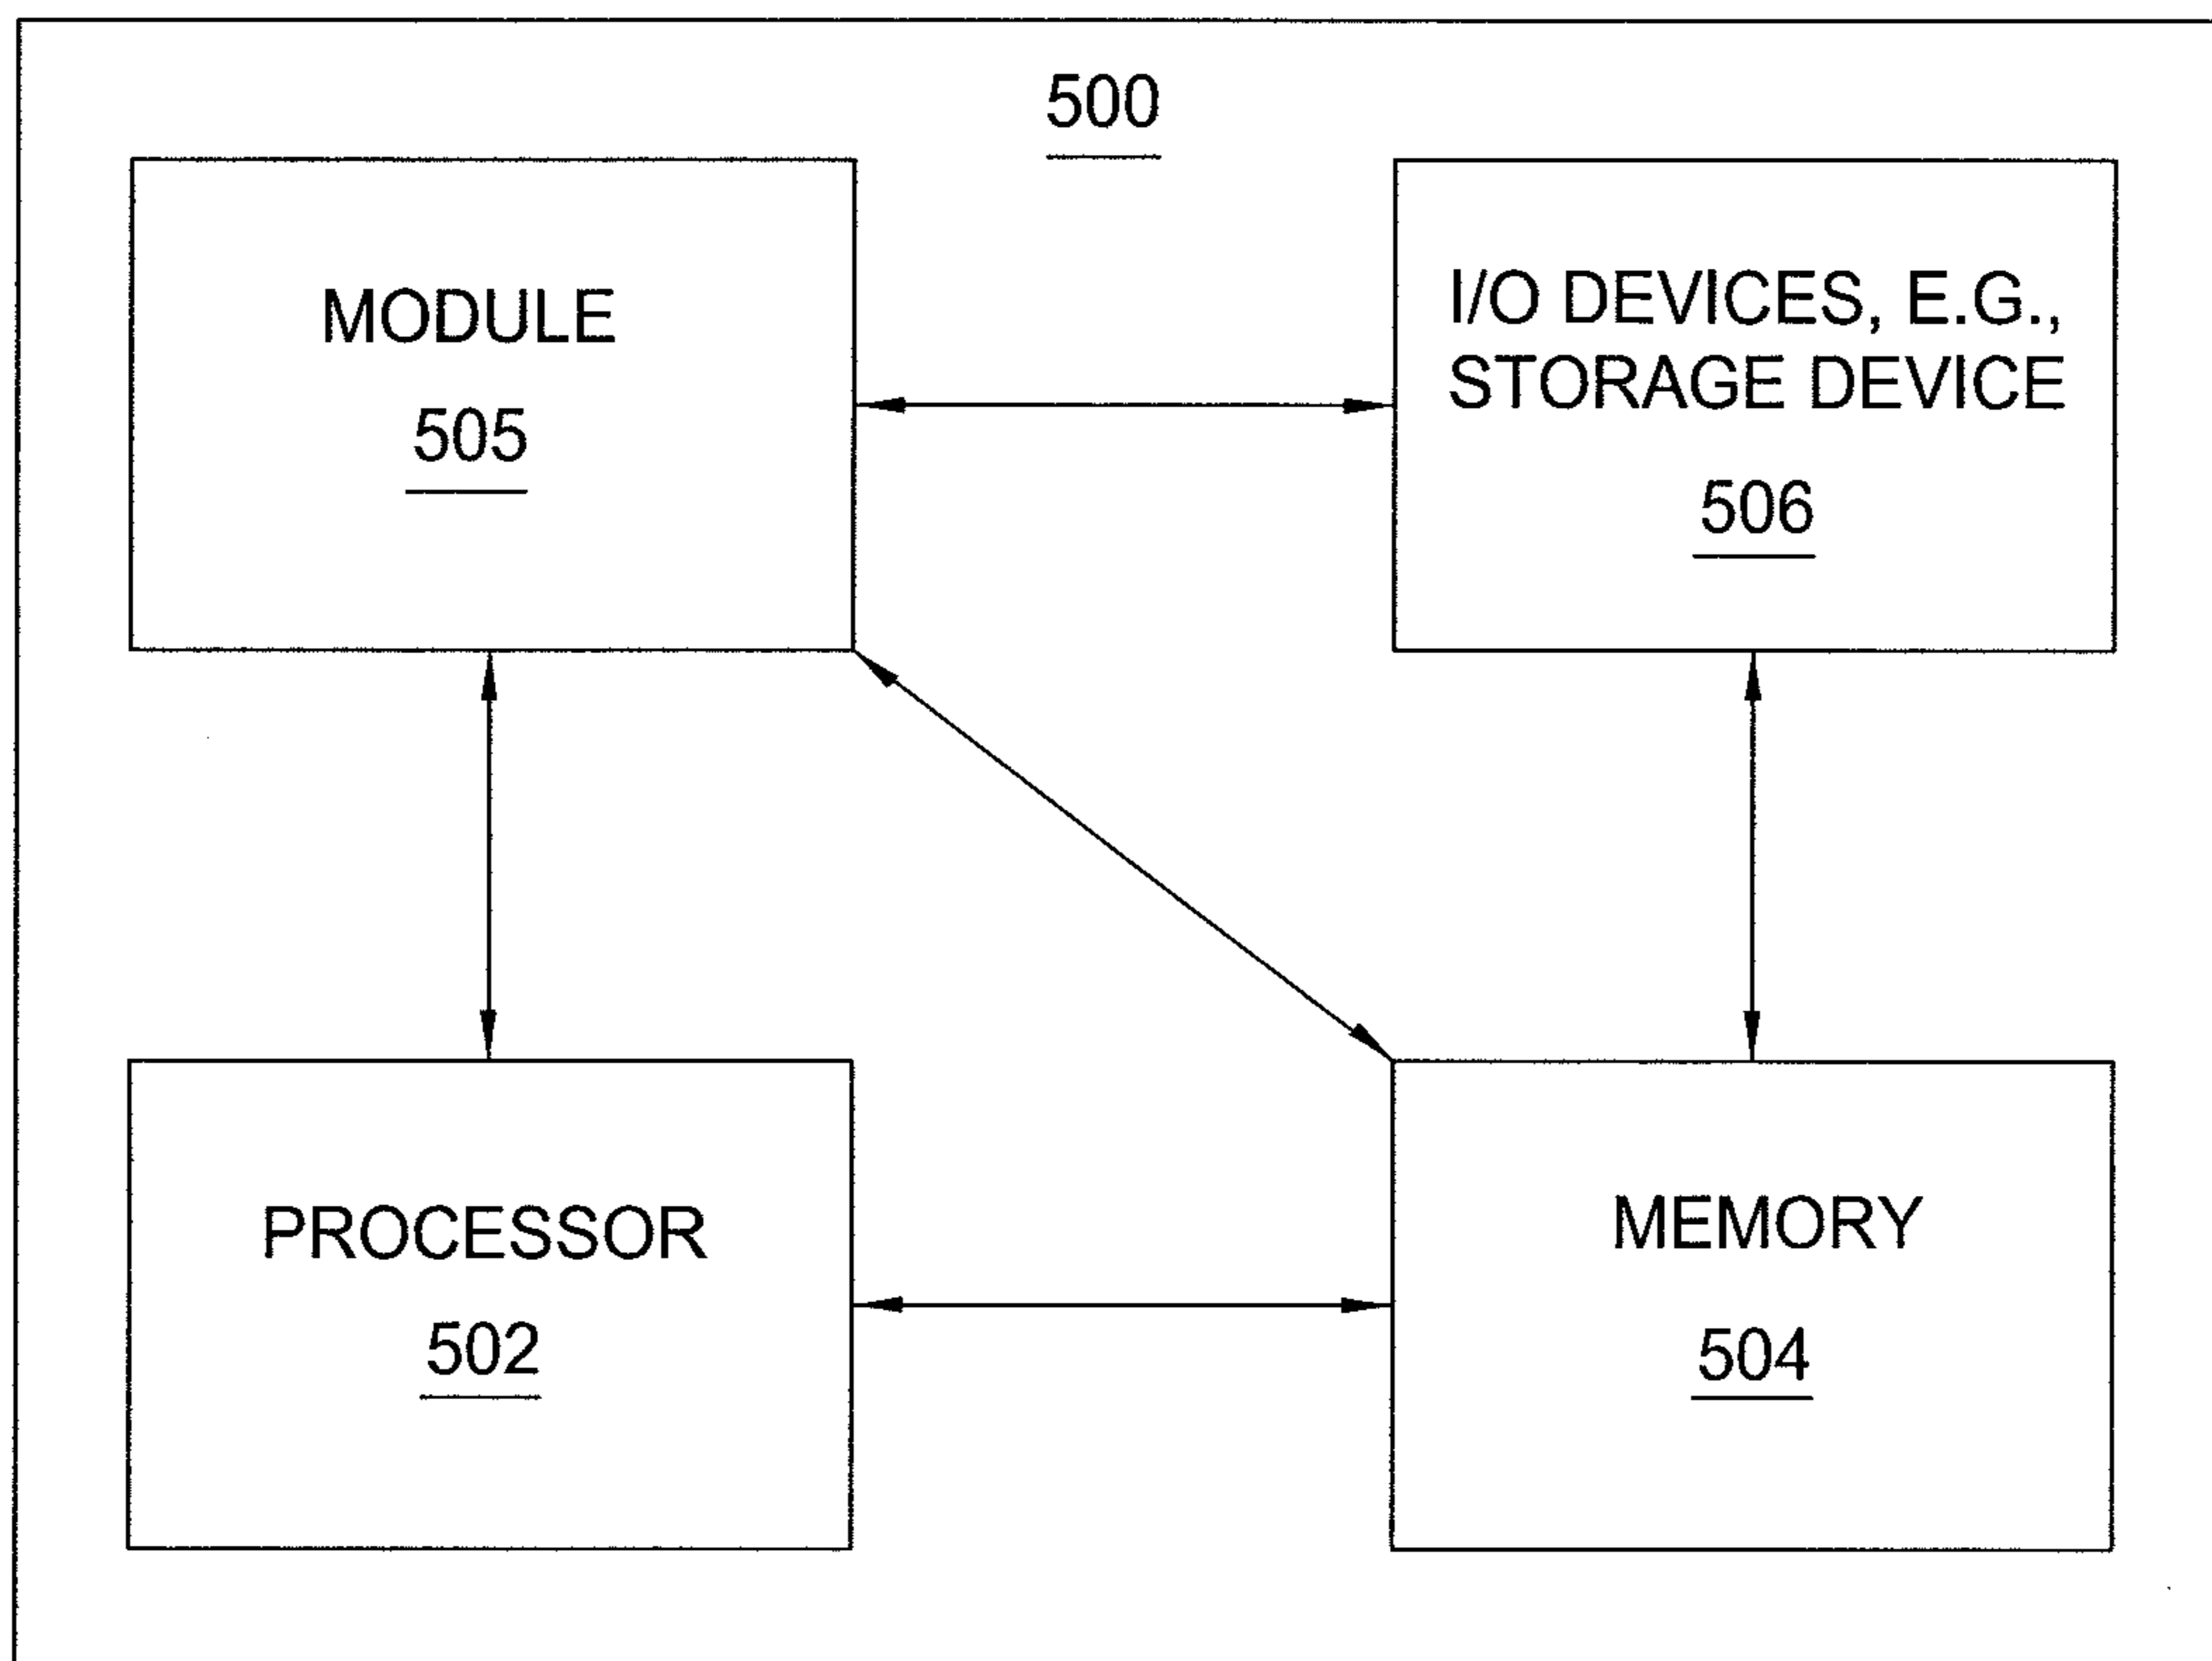 500
MODULE
505
I/O DEVICES, E.G.,
STORAGE DEVICE
506
PROCESSOR
502
MEMORY
504